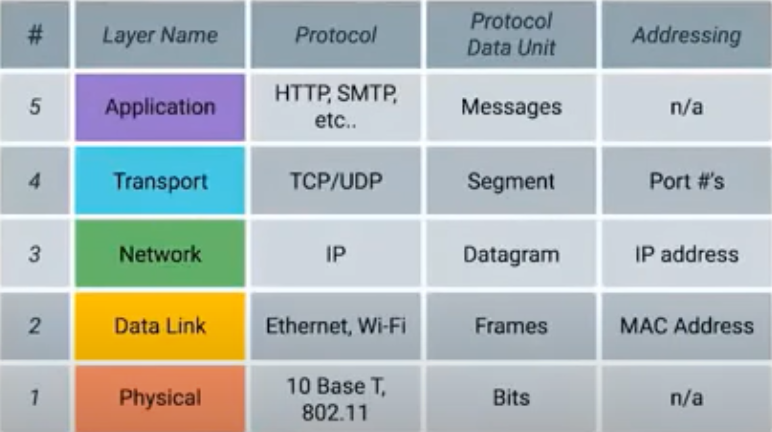 # Layer Name Protocol Protocol Data Unit Addressing
5 Application HTTP, SMTP, etc.. Messages n/a
4 Transport TCP/UDP Segment Port #'s
3 Network IP Datagram IP address
2 Data Link Ethernet, Wi-Fi Frames MAC Address
1 Physical 10 Base T, 802.11 Bits n/a